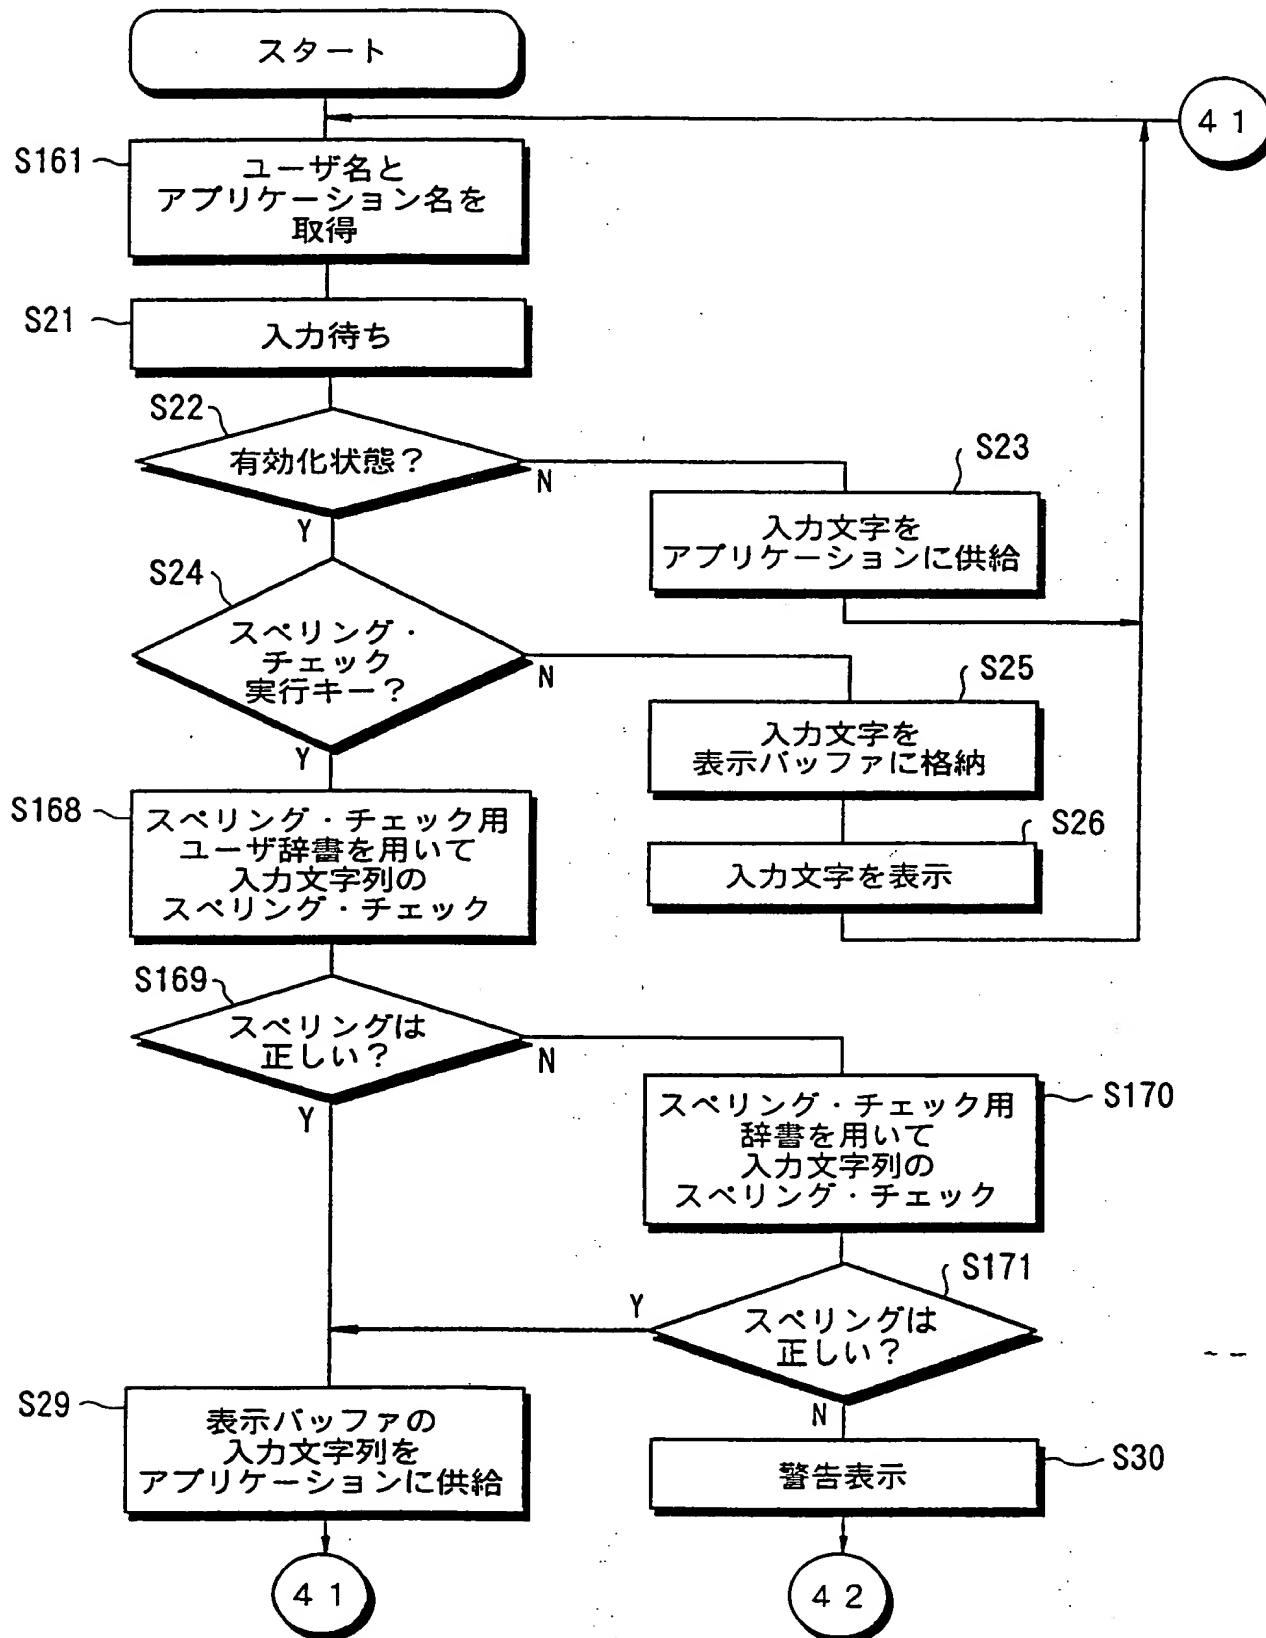 スタート
41
S161
ユーザ名と
アプリケーション名を
取得
S21
入力待ち
S22
有効化状態?
N
Y
S23
入力文字を
アプリケーションに供給
S24
スペリング・
チェック
実行キー?
N
Y
S25
入力文字を
表示バッファに格納
S26
入力文字を表示
S168
スペリング・チェック用
ユーザ辞書を用いて
入力文字列の
スペリング・チェック
S169
スペリングは
正しい?
N
Y
S170
スペリング・チェック用
辞書を用いて
入力文字列の
スペリング・チェック
S171
スペリングは
正しい?
Y
N
S29
表示バッファの
入力文字列を
アプリケーションに供給
S30
警告表示
41
42